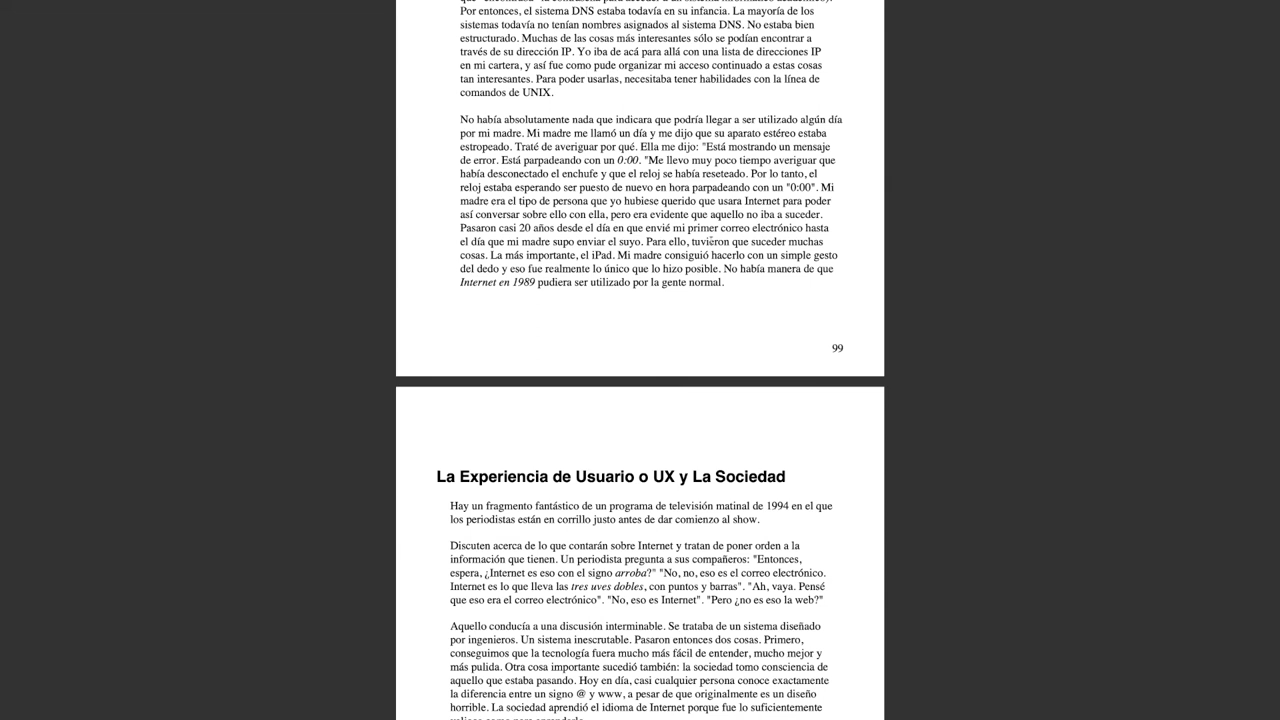 que "encontraba" la contraseña para acceder a un sistema informático académico).
Por entonces, el sistema DNS estaba todavía en su infancia. La mayoría de los
sistemas todavía no tenían nombres asignados al sistema DNS. No estaba bien
estructurado. Muchas de las cosas más interesantes sólo se podían encontrar a
través de su dirección IP. Yo iba de acá para allá con una lista de direcciones IP
en mi cartera, y así fue como pude organizar mi acceso continuado a estas cosas
tan interesantes. Para poder usarlas, necesitaba tener habilidades con la línea de
comandos de UNIX.
No había absolutamente nada que indicara que podría llegar a ser utilizado algún día
por mi madre. Mi madre me llamó un día y me dijo que su aparato estéreo estaba
estropeado. Traté de averiguar por qué. Ella me dijo: "Está mostrando un mensaje
de error. Está parpadeando con un 0:00. "Me llevo muy poco tiempo averiguar que
había desconectado el enchufe y que el reloj se había reseteado. Por lo tanto, el
reloj estaba esperando ser puesto de nuevo en hora parpadeando con un "0:00". Mi
madre era el tipo de persona que yo hubiese querido que usara Internet para poder
así conversar sobre ello con ella, pero era evidente que aquello no iba a suceder.
Pasaron casi 20 años desde el día en que envié mi primer correo electrónico hasta
el día que mi madre supo enviar el suyo. Para ello, tuvieron que suceder muchas
cosas. La más importante, el iPad. Mi madre consiguió hacerlo con un simple gesto
del dedo y eso fue realmente lo único que lo hizo posible. No había manera de que
Internet en 1989 pudiera ser utilizado por la gente normal.
99
La Experiencia de Usuario o UX y La Sociedad
Hay un fragmento fantástico de un programa de televisión matinal de 1994 en el que
los periodistas están en corrillo justo antes de dar comienzo al show.
Discuten acerca de lo que contarán sobre Internet y tratan de poner orden a la
información que tienen. Un periodista pregunta a sus compañeros: "Entonces,
espera, ¿Internet es eso con el signo arroba?" "No, no, eso es el correo electrónico.
Internet es lo que lleva las tres uves dobles, con puntos y barras". "Ah, vaya. Pensé
que eso era el correo electrónico". "No, eso es Internet". "Pero ¿no es eso la web?"
Aquello conducía a una discusión interminable. Se trataba de un sistema diseñado
por ingenieros. Un sistema inescrutable. Pasaron entonces dos cosas. Primero,
conseguimos que la tecnología fuera mucho más fácil de entender, mucho mejor y
más pulida. Otra cosa importante sucedió también: la sociedad tomo consciencia de
aquello que estaba pasando. Hoy en día, casi cualquier persona conoce exactamente
la diferencia entre un signo @ y www, a pesar de que originalmente es un diseño
horrible. La sociedad aprendió el idioma de Internet porque fue lo suficientemente